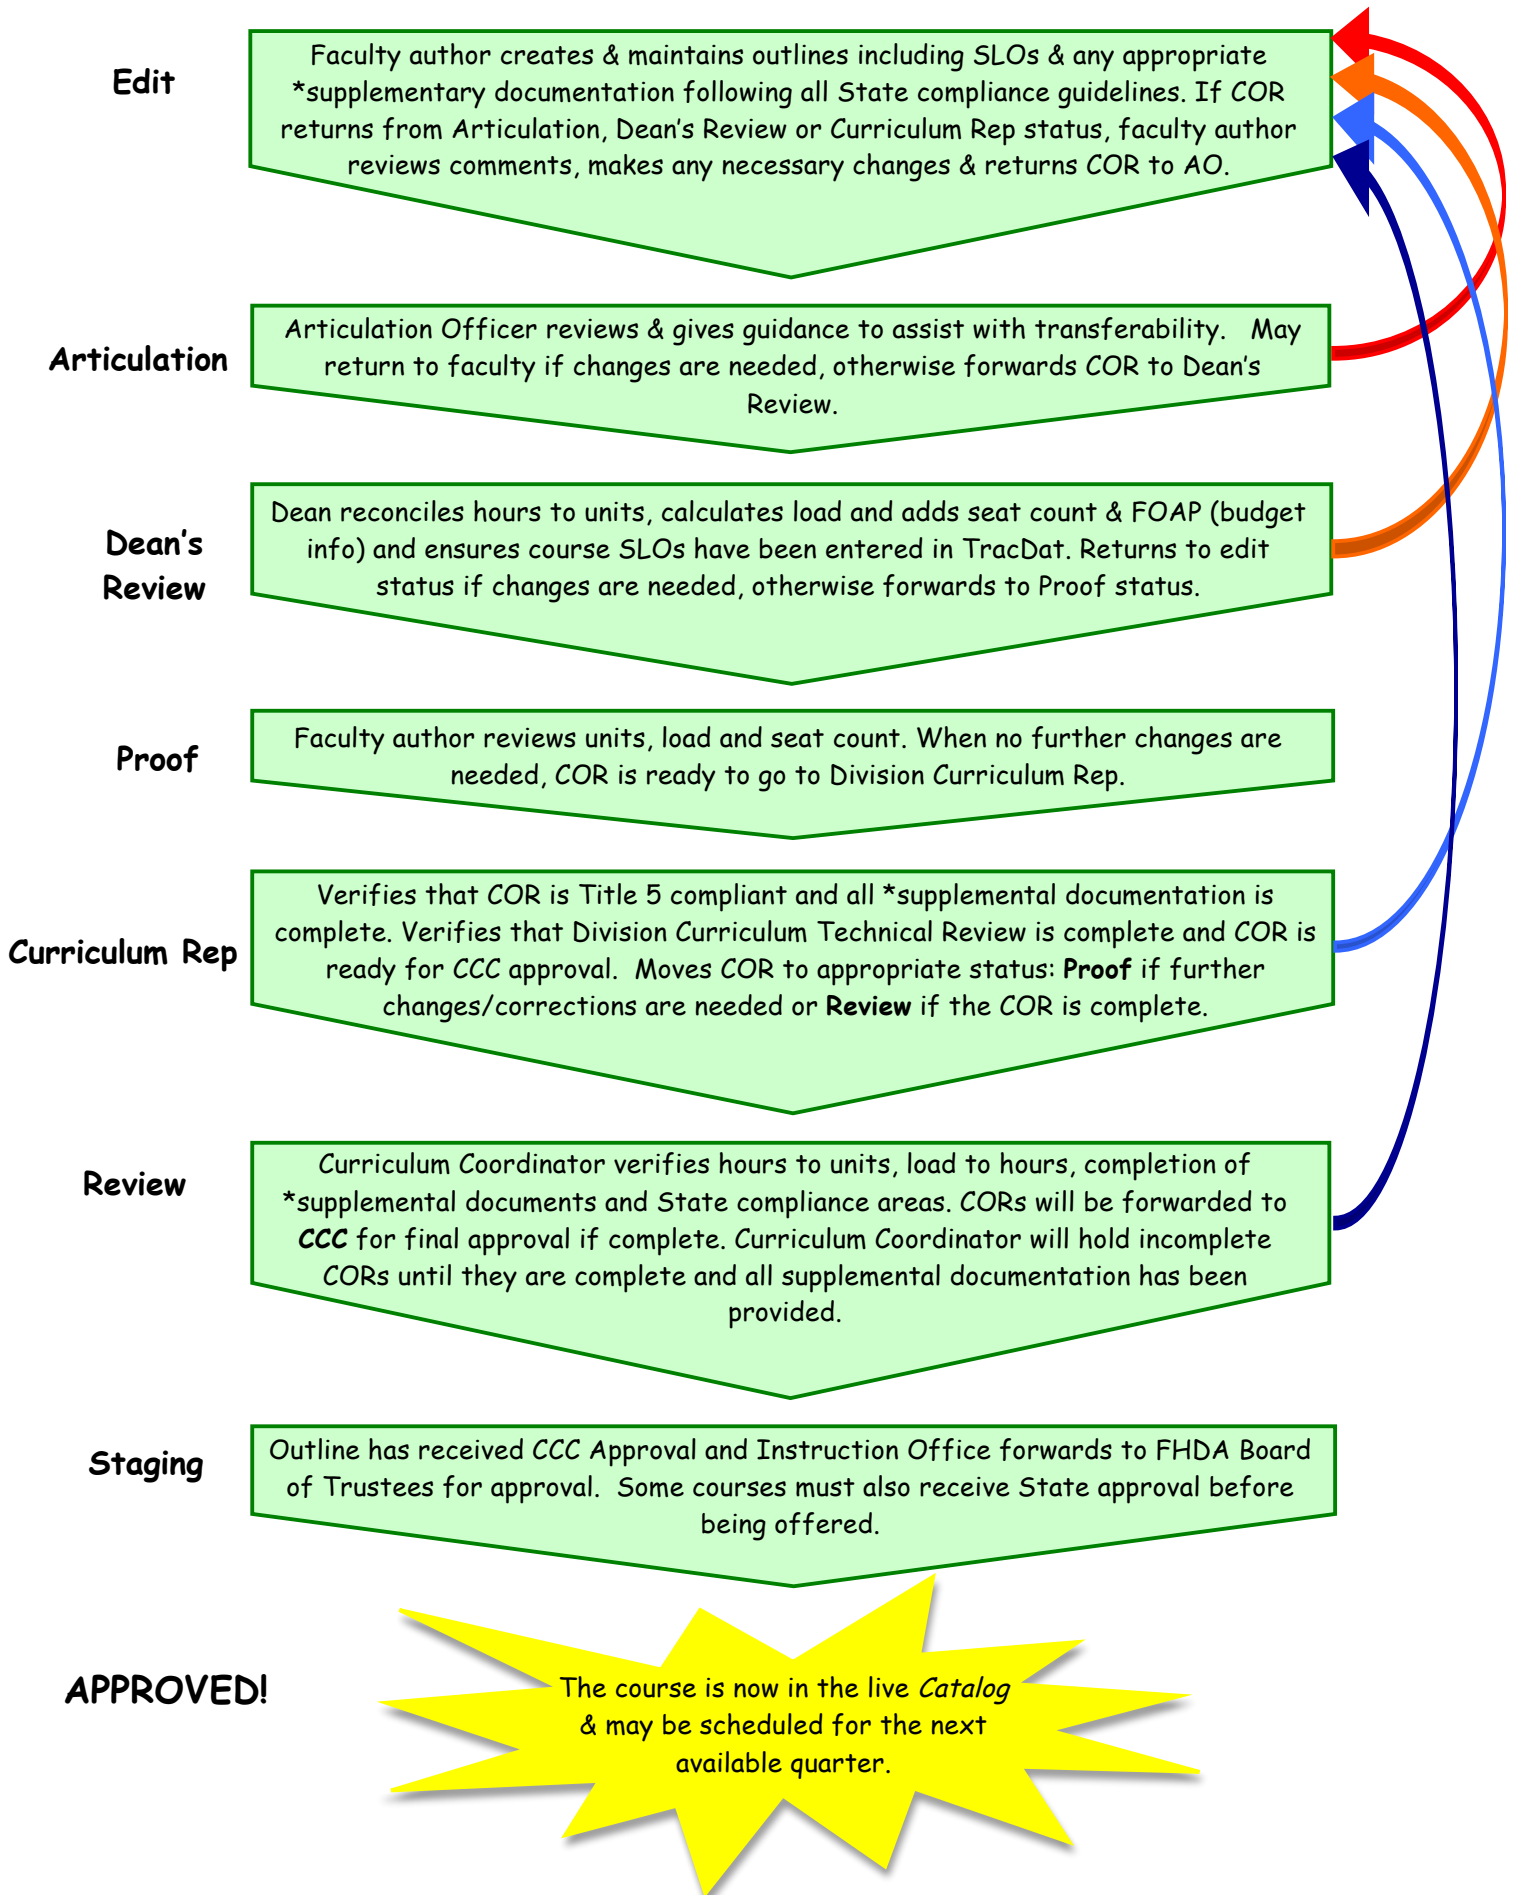 Edit
Faculty author creates & maintains outlines including SLOs & any appropriate
*supplementary documentation following all State compliance guidelines. If COR
returns from Articulation, Dean's Review or Curriculum Rep status, faculty author
reviews comments, makes any necessary changes & returns COR to AO.
Articulation
Articulation Officer reviews & gives guidance to assist with transferability.   May
return to faculty if changes are needed, otherwise forwards COR to Dean's
Review.
Dean's
Review
Dean reconciles hours to units, calculates load and adds seat count & FOAP (budget
info) and ensures course SLOs have been entered in TracDat. Returns to edit
status if changes are needed, otherwise forwards to Proof status.
Proof
Faculty author reviews units, load and seat count. When no further changes are
needed, COR is ready to go to Division Curriculum Rep.
Curriculum Rep
Verifies that COR is Title 5 compliant and all *supplemental documentation is
complete. Verifies that Division Curriculum Technical Review is complete and COR is
ready for CCC approval.  Moves COR to appropriate status: Proof if further
changes/corrections are needed or Review if the COR is complete.
Review
Curriculum Coordinator verifies hours to units, load to hours, completion of
*supplemental documents and State compliance areas. CORs will be forwarded to
CCC for final approval if complete. Curriculum Coordinator will hold incomplete
CORs until they are complete and all supplemental documentation has been
provided.
Staging
Outline has received CCC Approval and Instruction Office forwards to FHDA Board
of Trustees for approval.  Some courses must also receive State approval before
being offered.
APPROVED!
The course is now in the live Catalog
& may be scheduled for the next
available quarter.